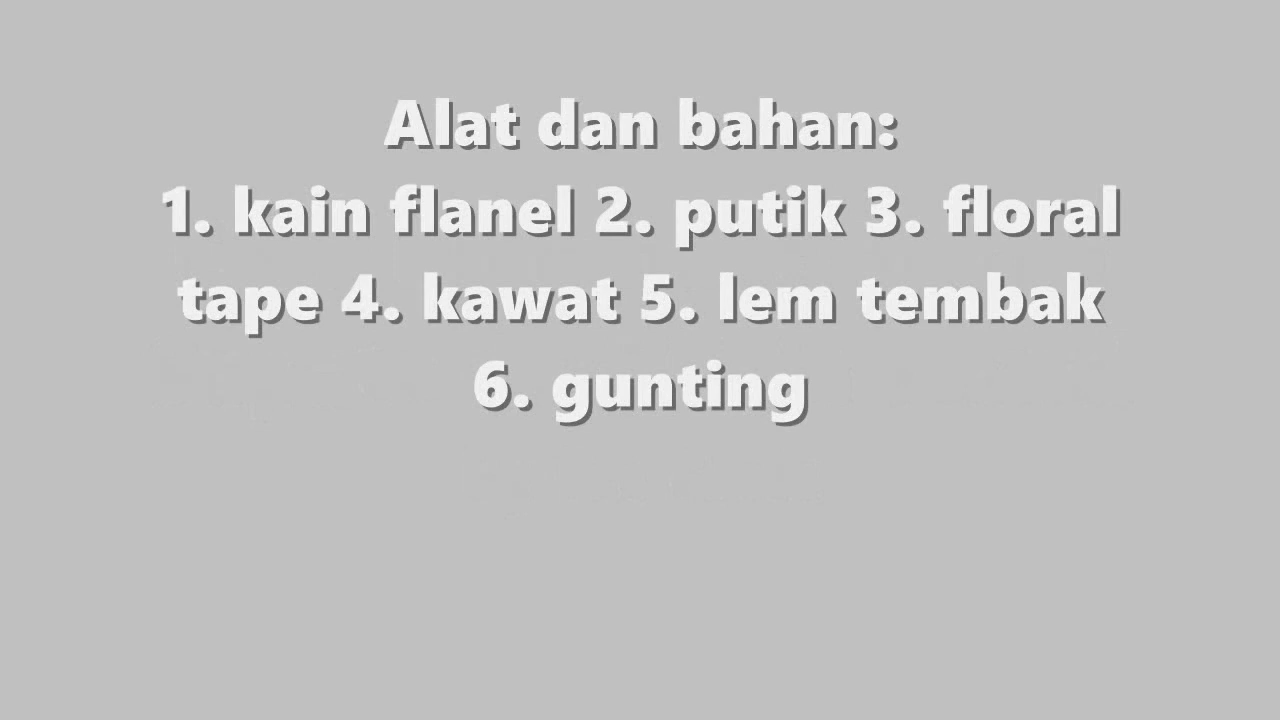 Alat dan bahan:
1. kain flanel 2. putik 3. floral
tape 4. kawat 5. lem tembak
6. gunting